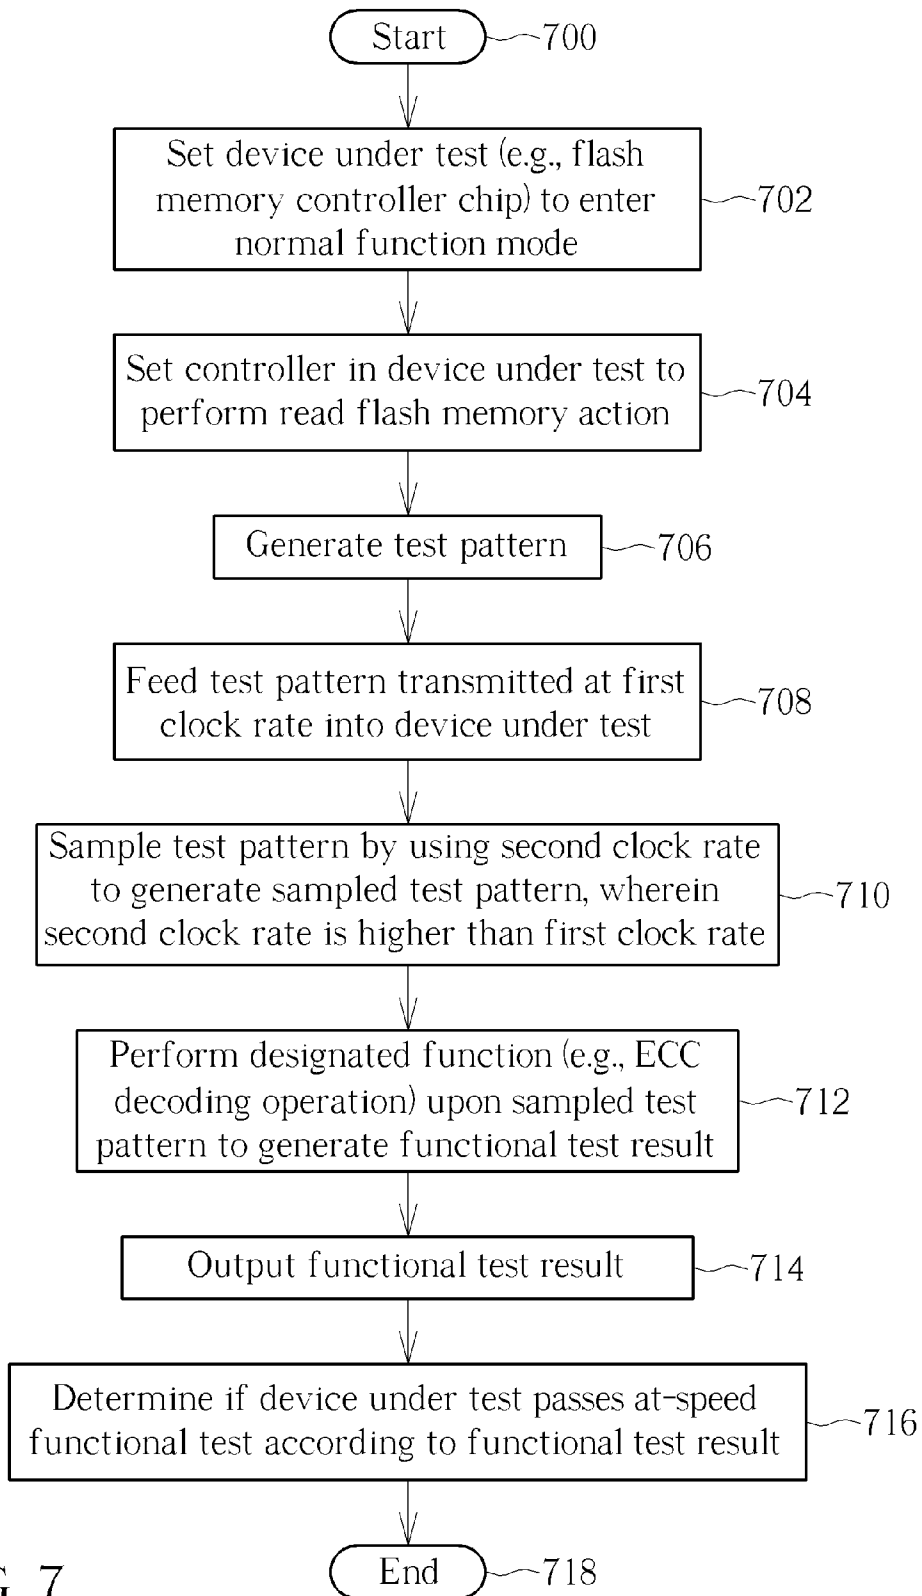 Start
700
Set device under test (e.g., flash
memory controller chip) to enter
normal function mode
702
Set controller in device under test to
perform read flash memory action
704
Generate test pattern
706
Feed test pattern transmitted at first
clock rate into device under test
708
Sample test pattern by using second clock rate
to generate sampled test pattern, wherein
second clock rate is higher than first clock rate
710
Perform designated function (e.g., ECC
decoding operation) upon sampled test
pattern to generate functional test result
712
Output functional test result
714
Determine if device under test passes at-speed
functional test according to functional test result
716
End
718
7